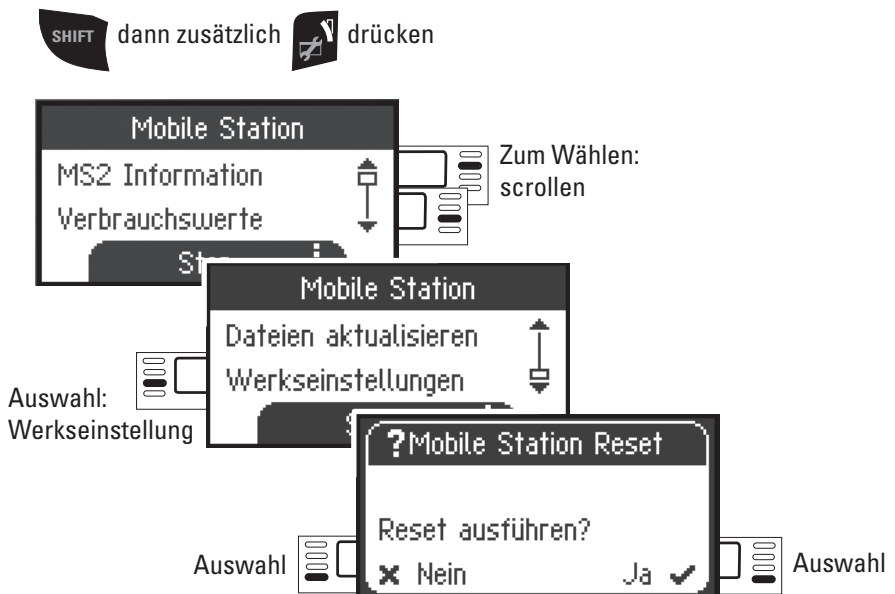 SHIFT dann zusätzlich drücken
Mobile Station
MS2 Information
Verbrauchswerte
Zum Wählen:
scrollen
Mobile Station
Dateien aktualisieren
Werkseinstellungen
Auswahl:
Werkseinstellung
?Mobile Station Reset
Reset ausführen?
Nein Ja
Auswahl
Auswahl